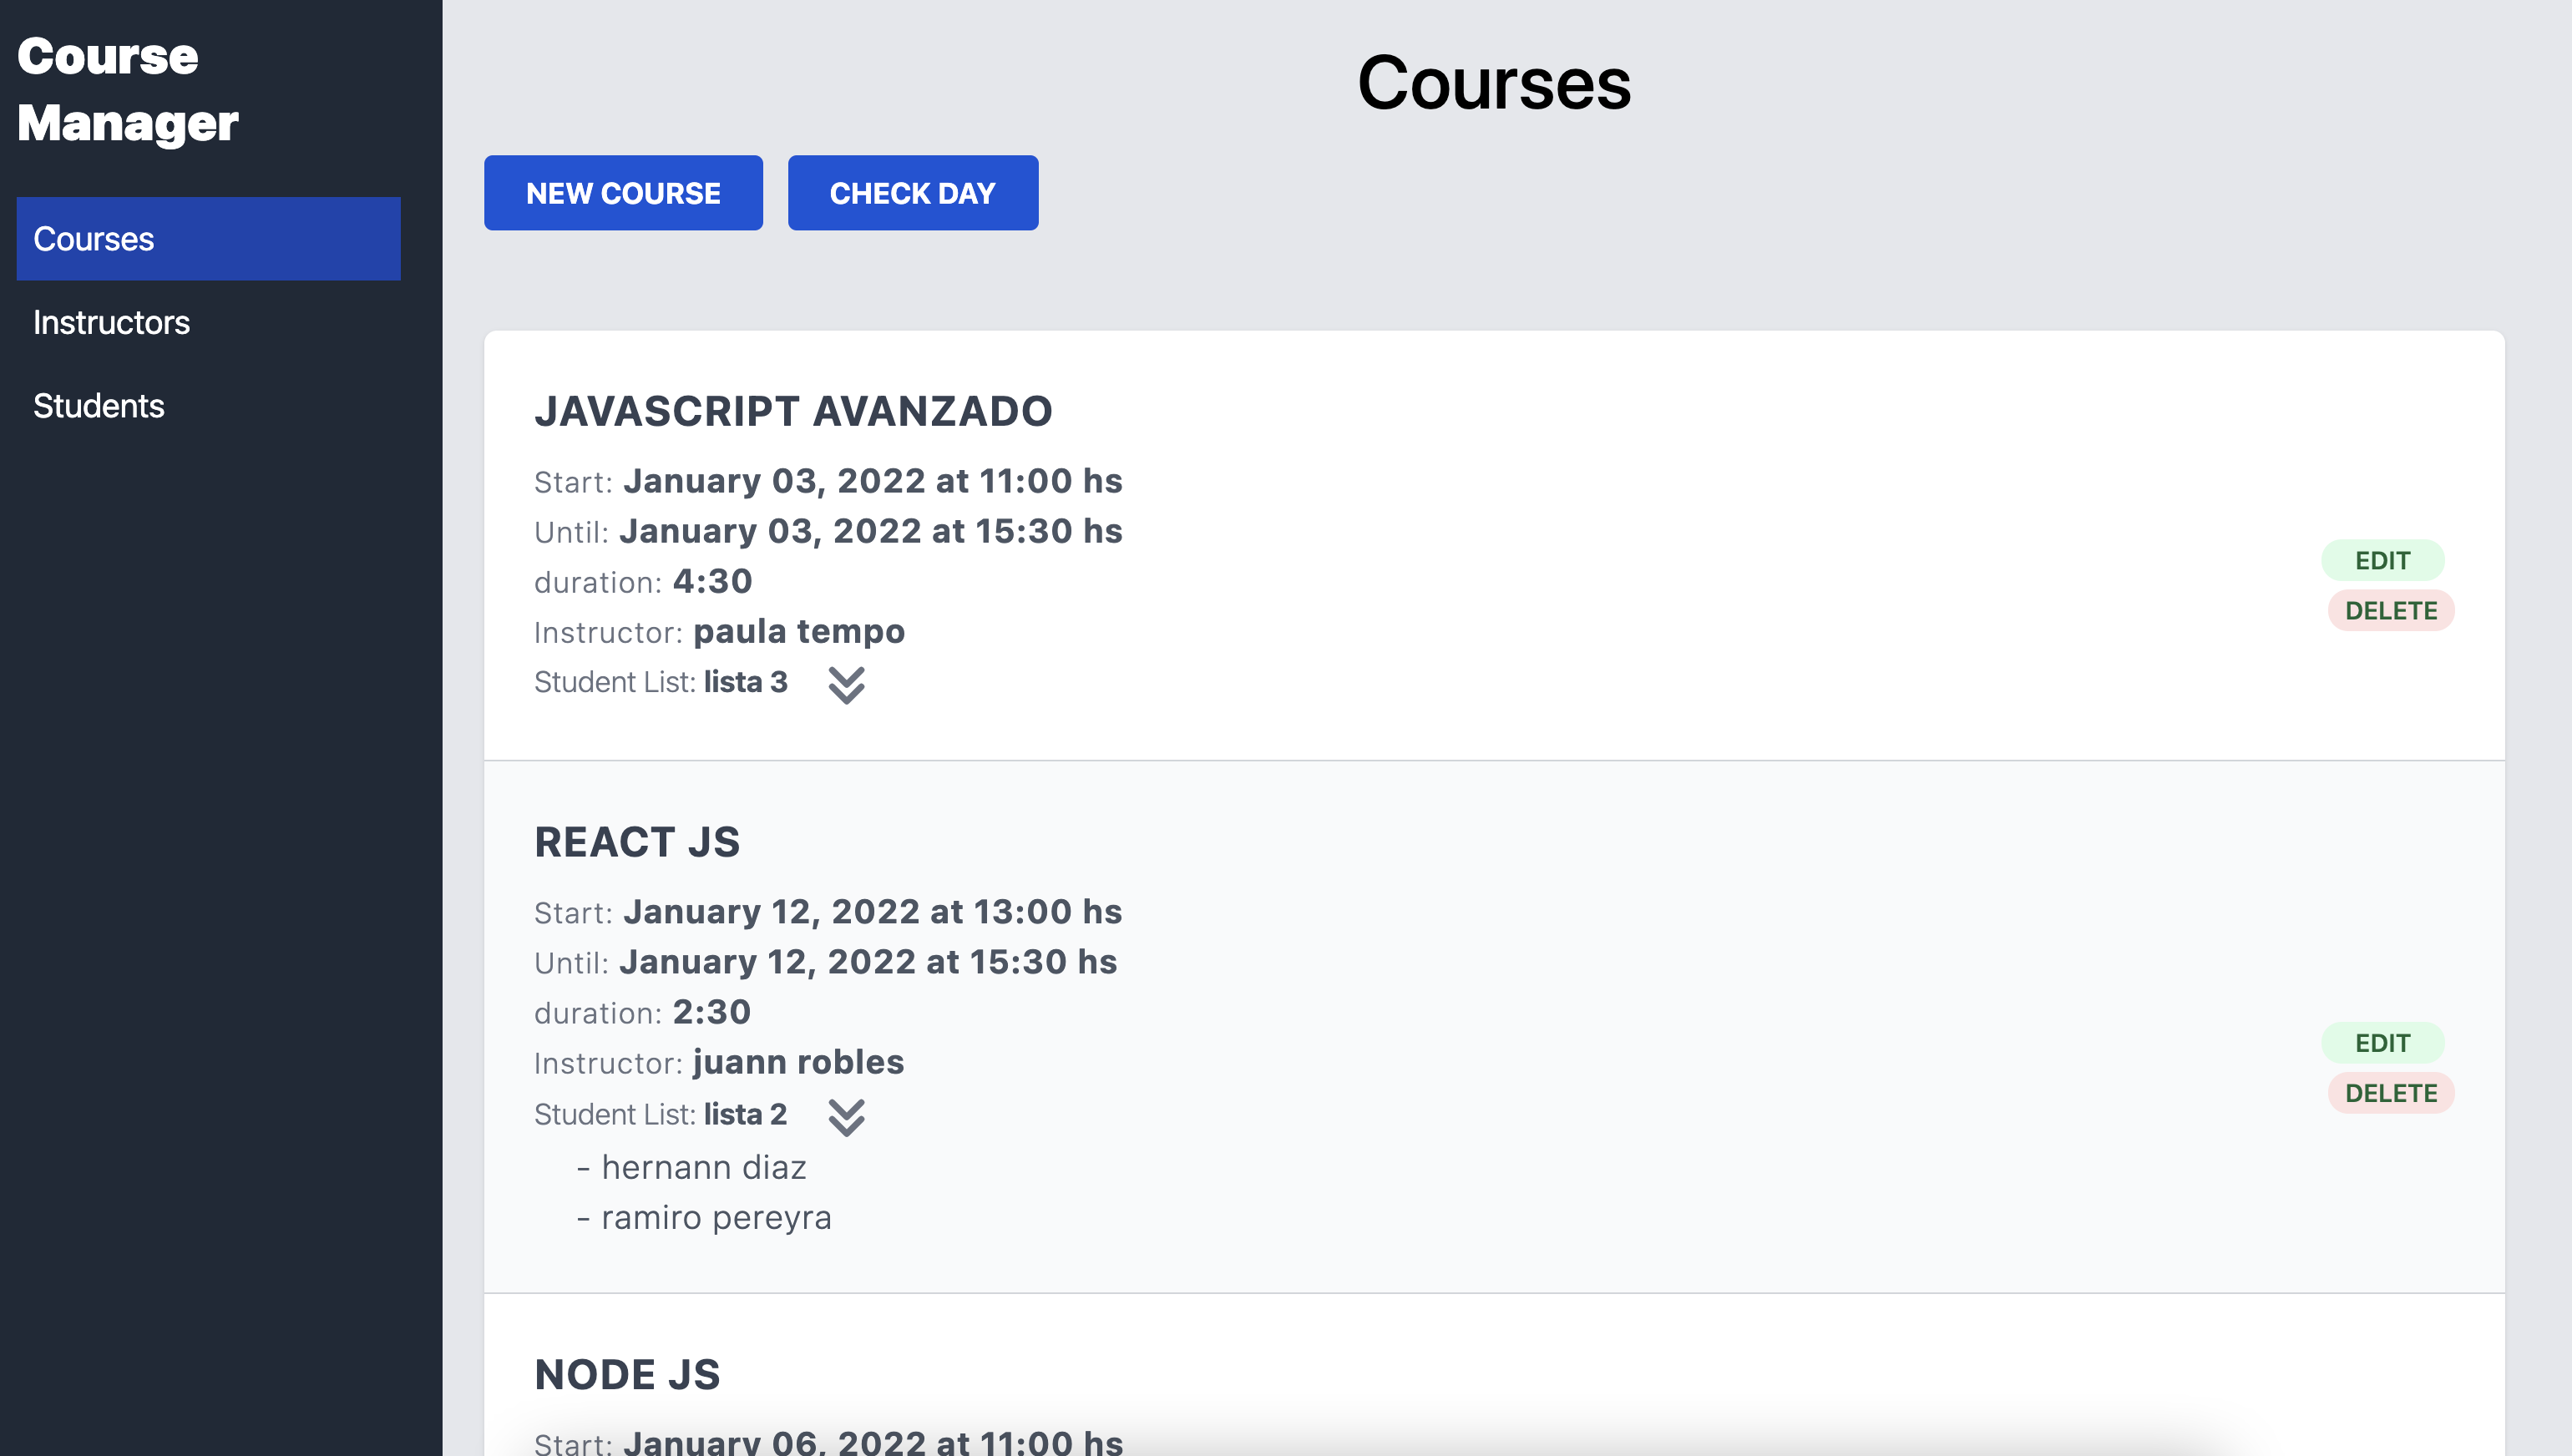 Course
Manager
Courses
Instructors
Students
Courses
NEW COURSE
CHECK DAY
JAVASCRIPT AVANZADO
Start: January 03, 2022 at 11:00 hs
Until: January 03, 2022 at 15:30 hs
duration: 4:30
Instructor: paula tempo
Student List: lista 3
EDIT
DELETE
REACT JS
Start: January 12, 2022 at 13:00 hs
Until: January 12, 2022 at 15:30 hs
duration: 2:30
Instructor: juann robles
Student List: lista 2
- hernann diaz
- ramiro pereyra
EDIT
DELETE
NODE JS
Start: January 06, 2022 at 11:00 hs